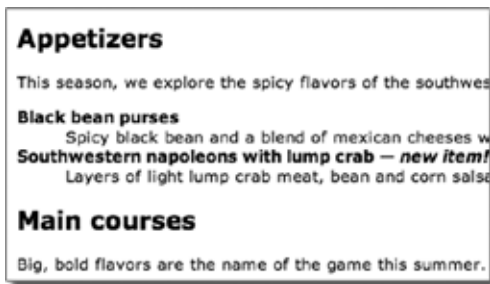 Appetizers
This season, we explore the spicy flavors of the southwes
Black bean purses
Spicy black bean and a blend of mexican cheeses w
Southwestern napoleons with lump crab — new item!
Layers of light lump crab meat, bean and corn salsa
Main courses
Big, bold flavors are the name of the game this summer.